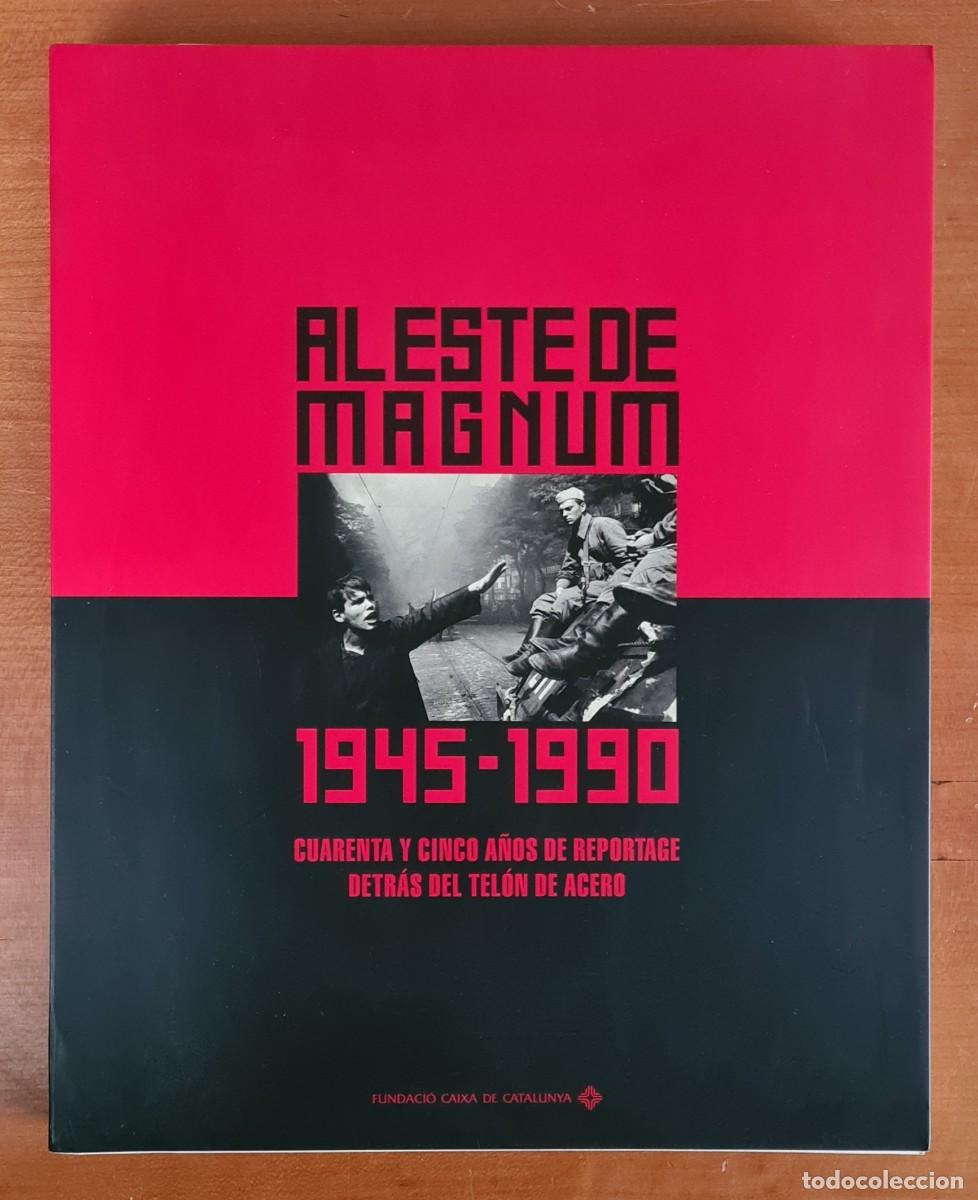 AL ESTE DE
MAGNUM
1945-1990
CUARENTA Y CINCO AÑOS DE REPORTAGE
DETRÁS DEL TELÓN DE ACERO
FUNDACIÓ CAIXA DE CATALUNYA
todocoleccion